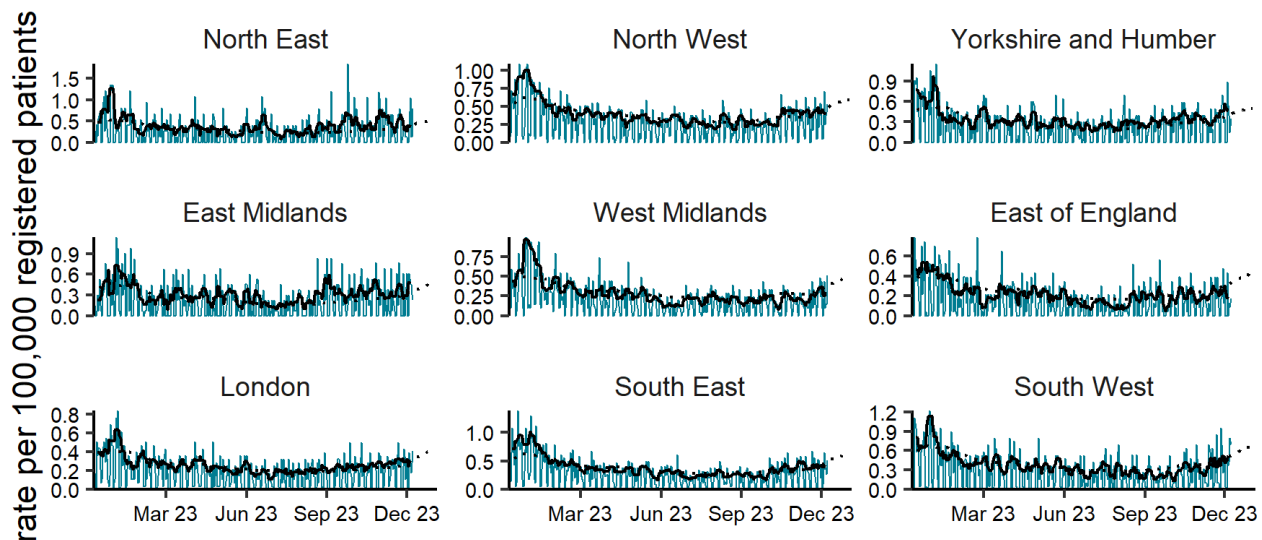 rate per 100,000 registered patients
North East
North West
Yorkshire and Humber
1.5
1.0
0.5
0.0
1.00
0.75
0.50
0.25
0.00
0.9
0.6
0.3
0.0
East Midlands
West Midlands
East of England
0.9
0.6
0.3
0.0
0.75
0.50
0.25
0.00
0.6
0.4
0.2
0.0
London
South East
South West
0.8
0.6
0.4
0.2
0.0
1.0
0.5
0.0
1.2
0.9
0.6
0.3
0.0
Mar 23 Jun 23 Sep 23 Dec 23
Mar 23 Jun 23 Sep 23 Dec 23
Mar 23 Jun 23 Sep 23 Dec 23